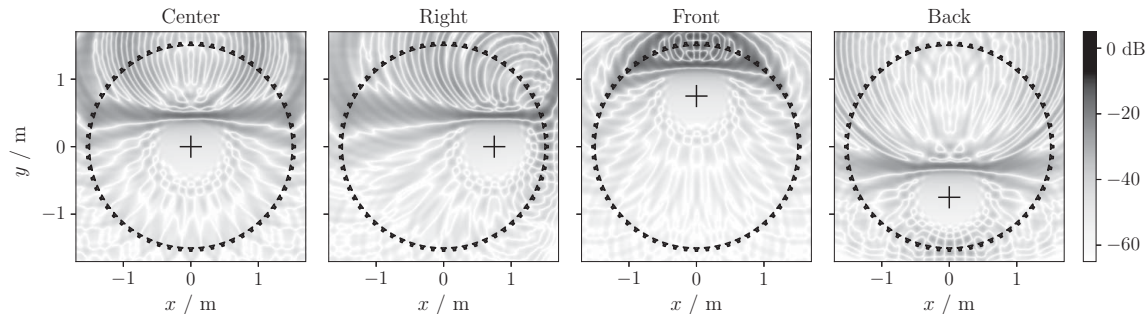 Center Right Front Back
0 dB
1
−20
y / m
0
−40
−1
−60
−1 0 1 −1 0 1 −1 0 1 −1 0 1
x / m x / m x / m x / m